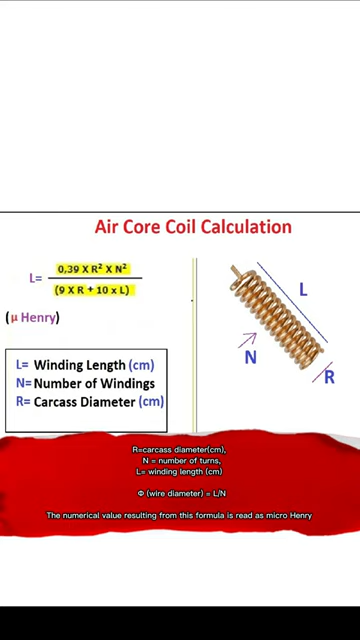 Air Core Coil Calculation
L= 0,39 X R² X N²
(9 X R + 10 x L)
(µ Henry)
L
N
R
L= Winding Length (cm)
N= Number of Windings
R= Carcass Diameter (cm)
R=carcass diameter(cm),
N = number of turns,
L= winding length (cm)
Φ (wire diameter) = L/N
The numerical value resulting from this formula is read as micro Henry